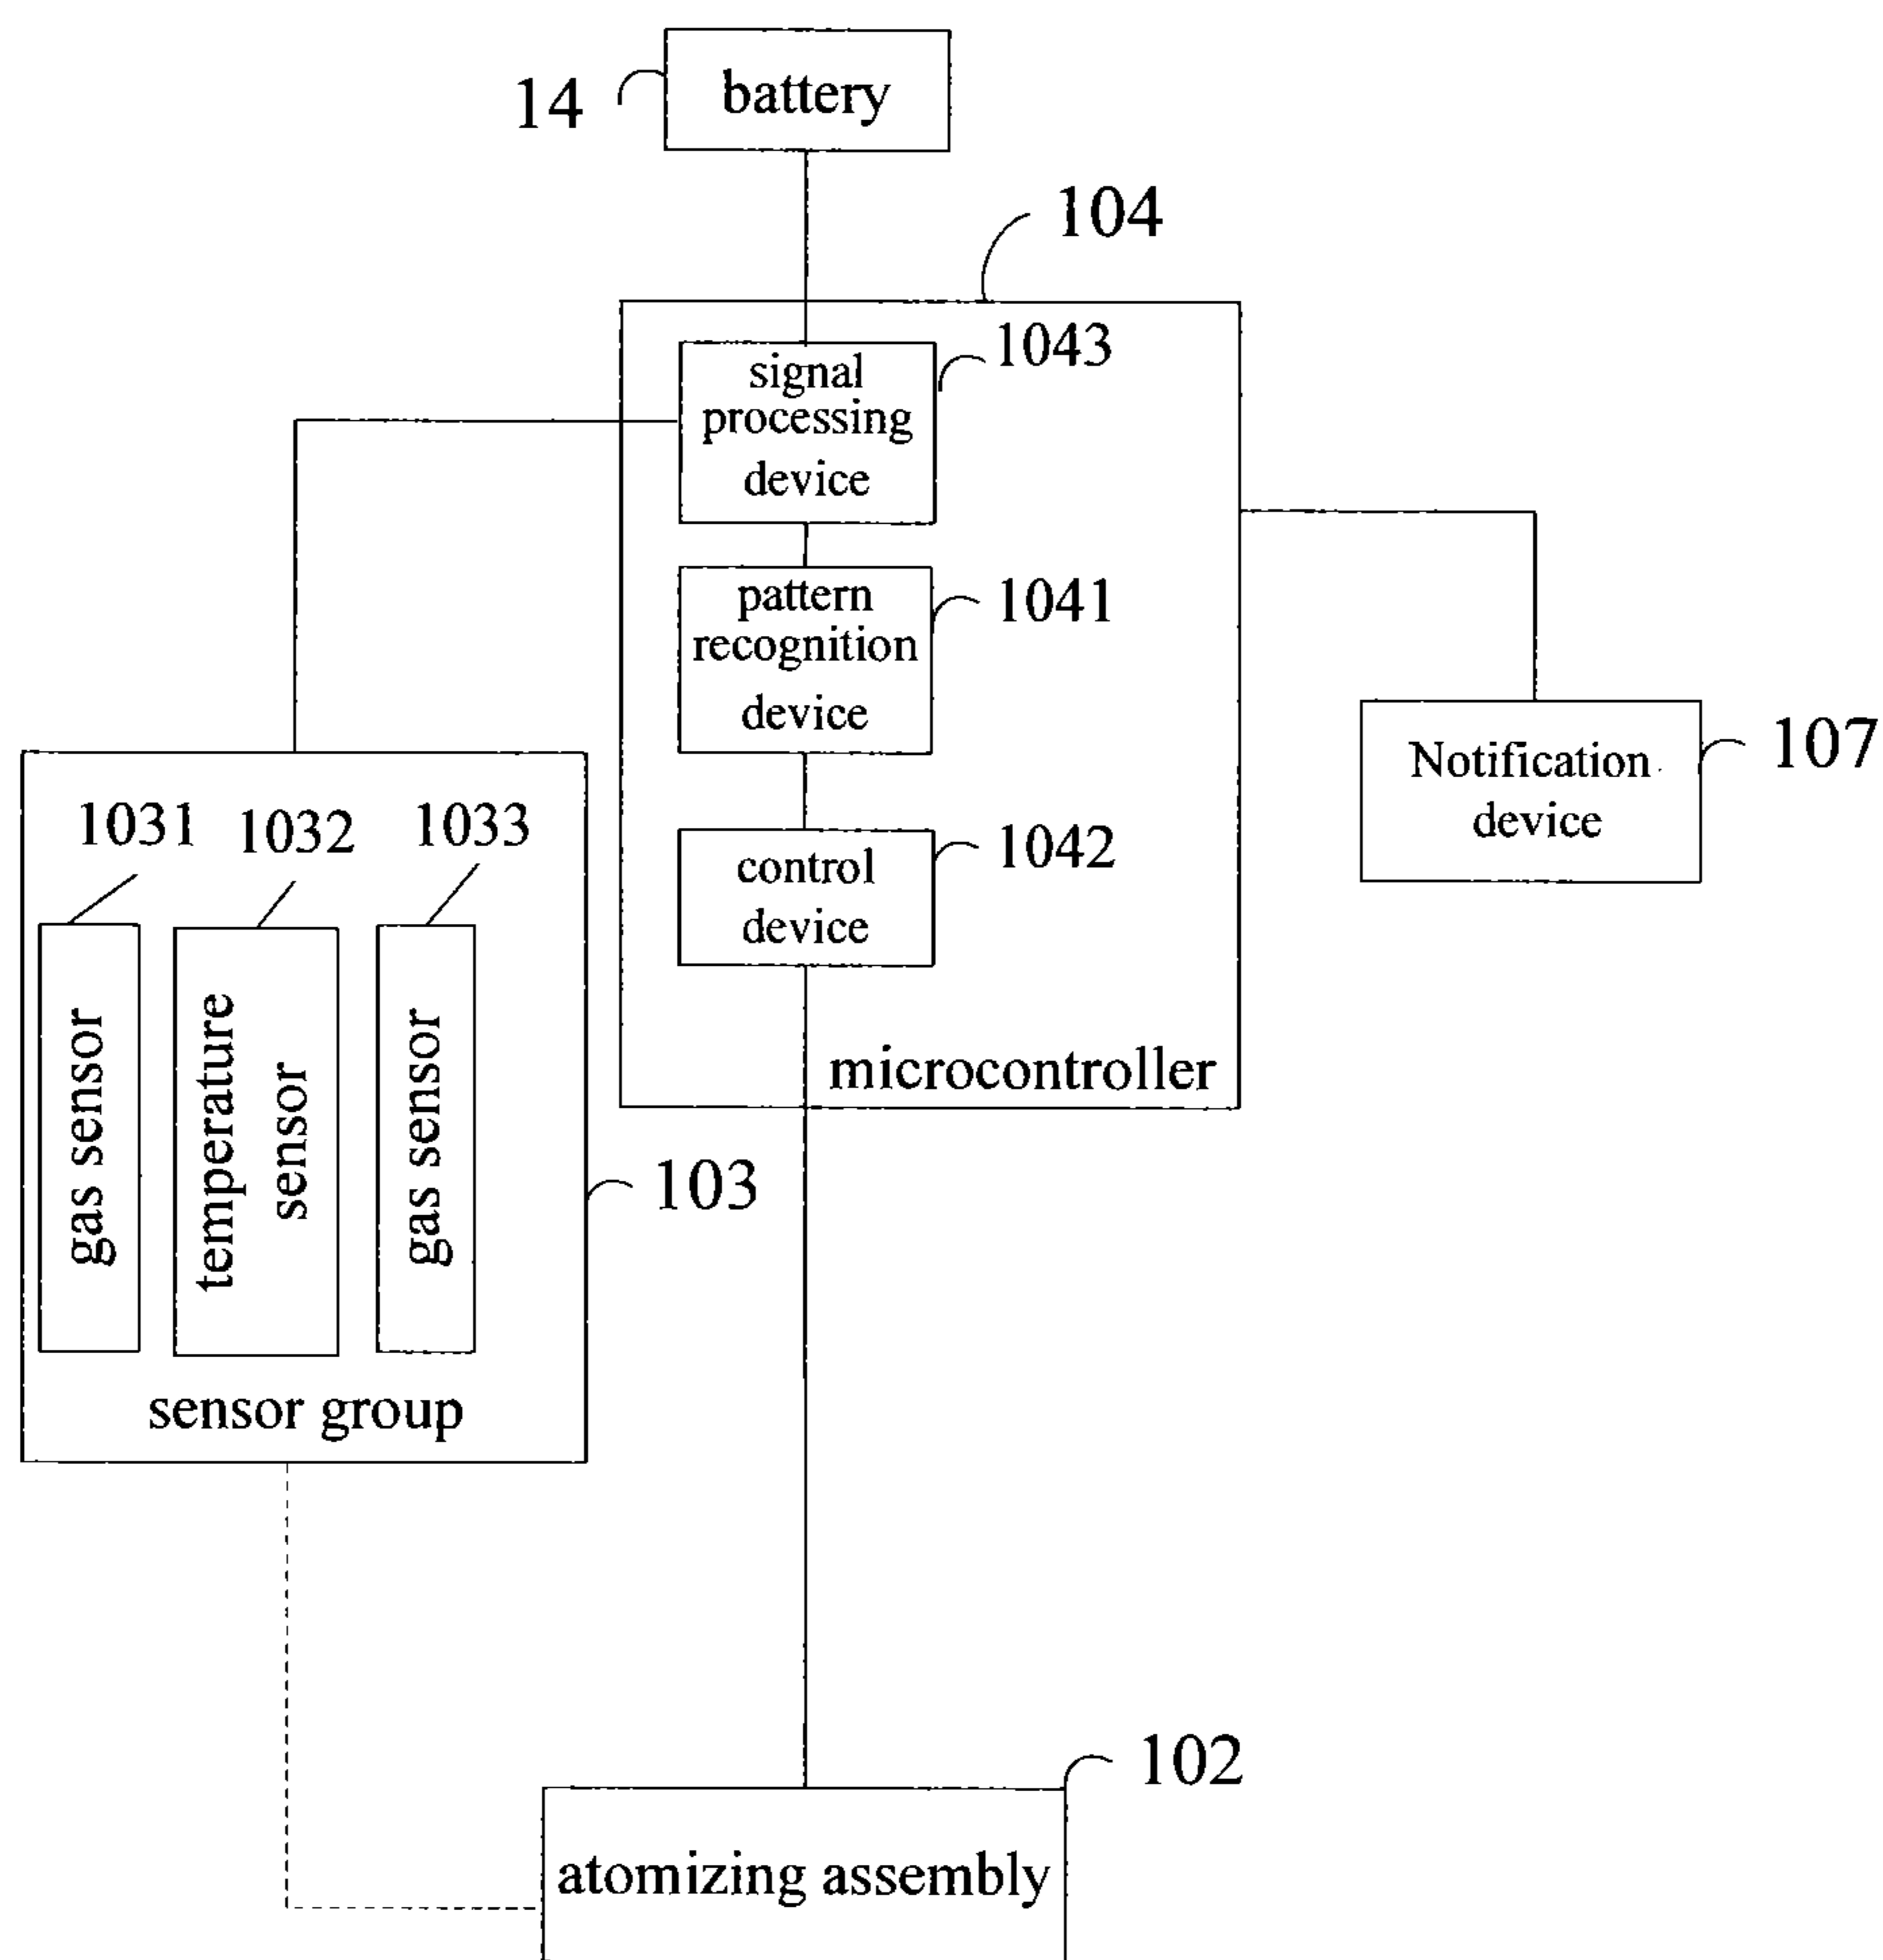 14
battery
104
1043
signal
processing
device
1041
pattern
recognition
device
107
Notification
device
1031
1032
1033
1042
control
device
gas sensor
temperature
sensor
gas sensor
microcontroller
103
sensor group
102
atomizing assembly